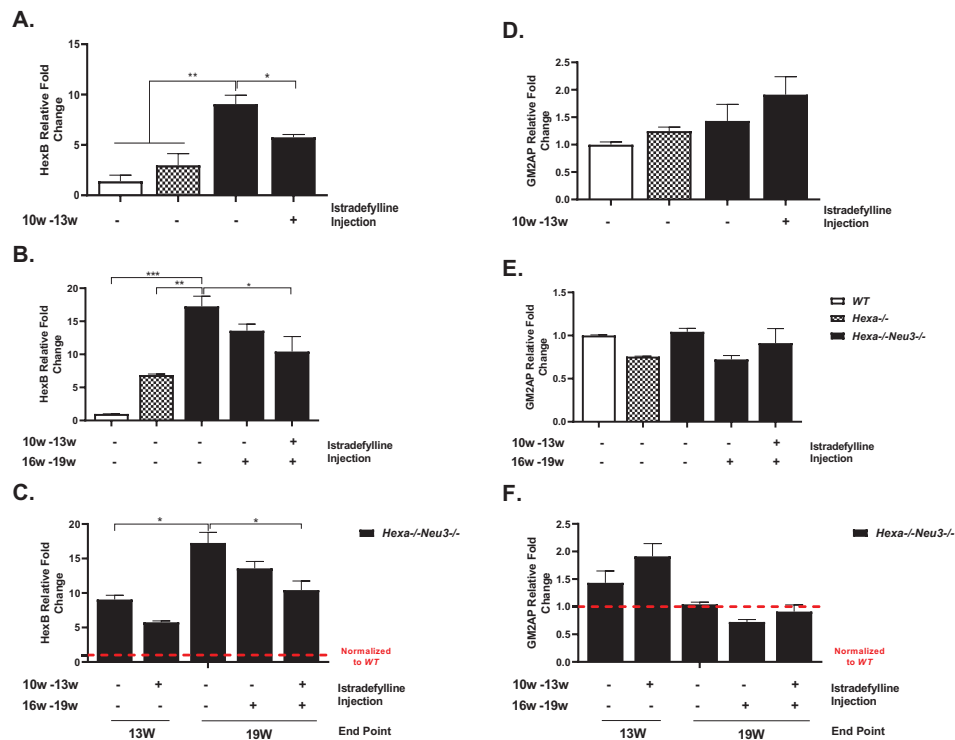 A.
HexB Relative Fold
Change
15
10
5
0
**
*
- - - +
10w -13w
Istradefylline
Injection
B.
HexB Relative Fold
Change
20
15
10
5
0
***
**
*
10w -13w - - - - +
16w -19w - - - + +
Istradefylline
Injection
C.
HexB Relative Fold
Change
20
15
10
5
0
*
*
Hexa-/-Neu3-/-
Normalized
to WT
10w -13w - + - - +
16w -19w - - - + +
Istradefylline
Injection
13W 19W End Point
D.
GM2AP Relative Fold
Change
2.5
2.0
1.5
1.0
0.5
0.0
- - - +
10w -13w
Istradefylline
Injection
E.
GM2AP Relative Fold
Change
1.5
1.0
0.5
0.0
WT
Hexa-/-
Hexa-/-Neu3-/-
10w -13w - - - - +
16w -19w - - - + +
Istradefylline
Injection
F.
GM2AP Relative Fold
Change
2.5
2.0
1.5
1.0
0.5
0.0
Hexa-/-Neu3-/-
Normalized
to WT
10w -13w - + - - +
16w -19w - - - + +
Istradefylline
Injection
13W 19W End Point